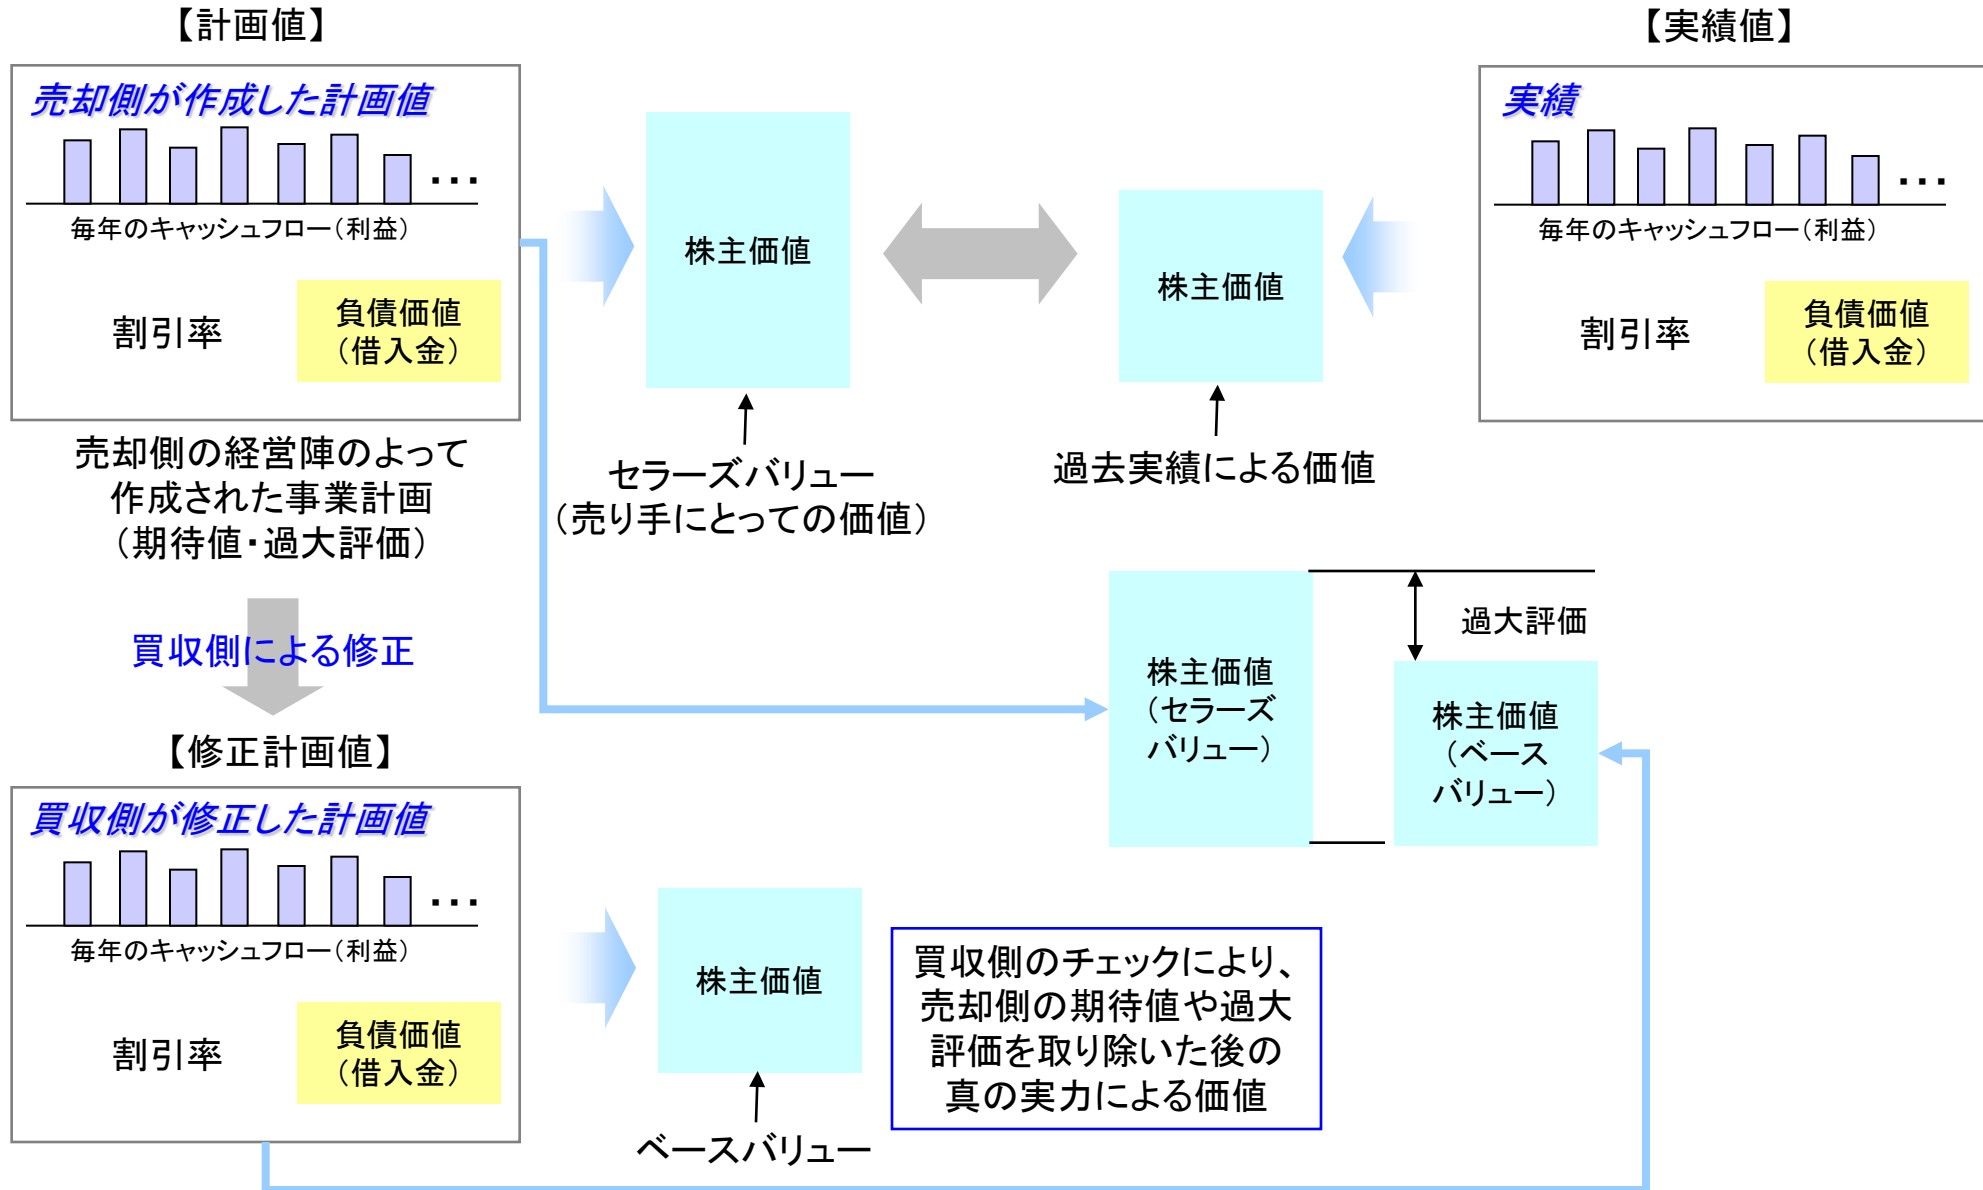 【計画値】
売却側が作成した計画値
・・・
毎年のキャッシュフロー（利益）
割引率
負債価値
（借入金）
売却側の経営陣のよって
作成された事業計画
（期待値・過大評価）
株主価値
セラーズバリュー
（売り手にとっての価値）
株主価値
過去実績による価値
【実績値】
実績
・・・
毎年のキャッシュフロー（利益）
割引率
負債価値
（借入金）
買収側による修正
株主価値
（セラーズ
バリュー）
過大評価
株主価値
（ベース
バリュー）
【修正計画値】
買収側が修正した計画値
・・・
毎年のキャッシュフロー（利益）
割引率
負債価値
（借入金）
株主価値
ベースバリュー
買収側のチェックにより、
売却側の期待値や過大
評価を取り除いた後の
真の実力による価値